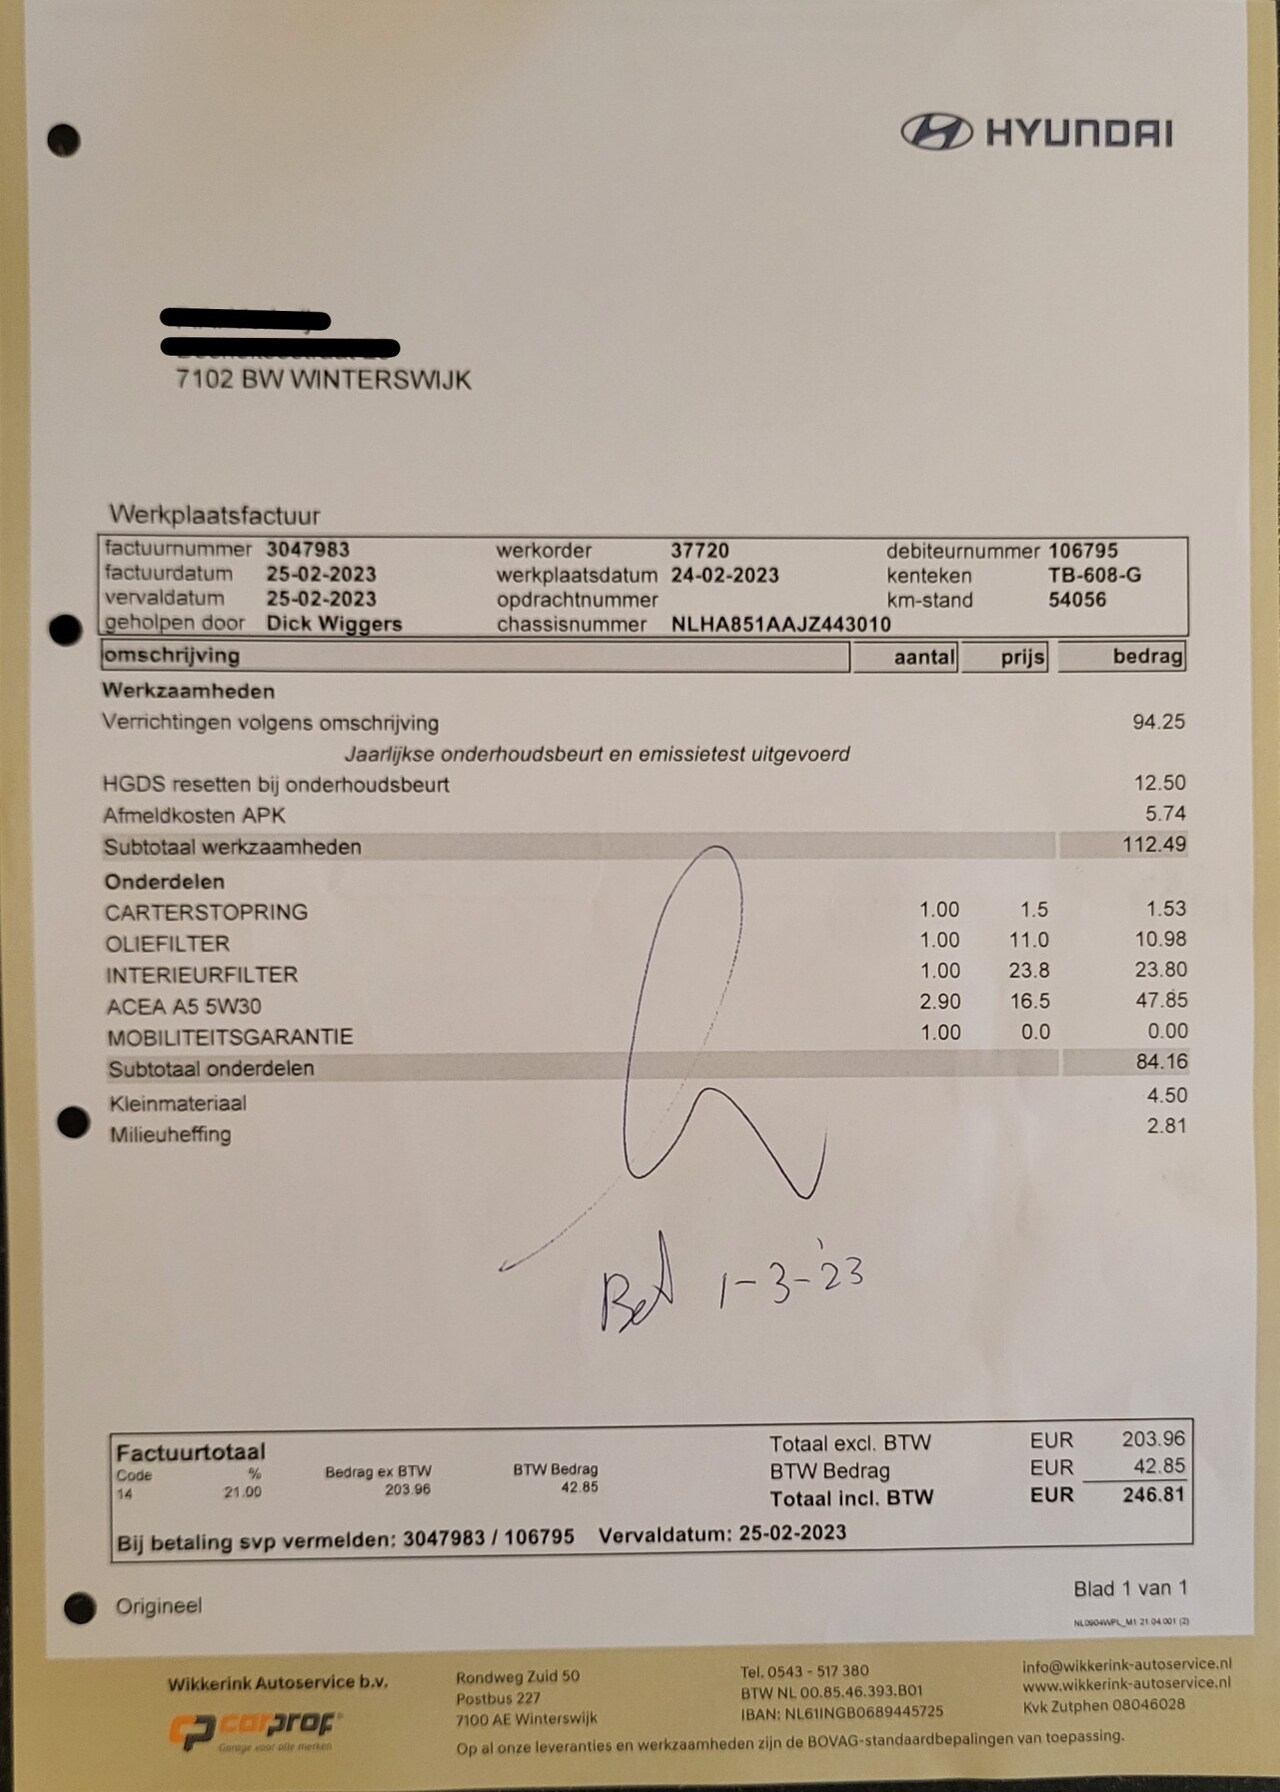 HYUNDAI
7102 BW WINTERSWIJK
Werkplaatsfactuur
factuurnummer 3047983 werkorder 37720 debiteurnummer 106795
factuurdatum 25-02-2023 werkplaatsdatum 24-02-2023 kenteken TB-608-G
vervaldatum 25-02-2023 opdrachtnummer km-stand 54056
geholpen door Dick Wiggers chassisnummer NLHA851AAJZ443010
omschrijving aantal prijs bedrag
Werkzaamheden
Verrichtingen volgens omschrijving 94.25
Jaarlijkse onderhoudsbeurt en emissietest uitgevoerd
HGDS resetten bij onderhoudsbeurt 12.50
Afmeldkosten APK 5.74
Subtotaal werkzaamheden 112.49
Onderdelen
CARTERSTOPRING 1.00 1.5 1.53
OLIEFILTER 1.00 11.0 10.98
INTERIEURFILTER 1.00 23.8 23.80
ACEA A5 5W30 2.90 16.5 47.85
MOBILITEITSGARANTIE 1.00 0.0 0.00
Subtotaal onderdelen 84.16
Kleinmateriaal 4.50
Milieuheffing 2.81
Bet 1-3-'23
Factuurtotaal Totaal excl. BTW EUR 203.96
Code % Bedrag ex BTW BTW Bedrag BTW Bedrag EUR 42.85
14 21.00 203.96 42.85 Totaal incl. BTW EUR 246.81
Bij betaling svp vermelden: 3047983 / 106795 Vervaldatum: 25-02-2023
Blad 1 van 1
Origineel
NL0904WPL_M1 21.04.001 (2)
Wikkerink Autoservice b.v. Rondweg Zuid 50 Tel. 0543 - 517 380 info@wikkerink-autoservice.nl
Postbus 227 BTW NL 00.85.46.393.B01 www.wikkerink-autoservice.nl
7100 AE Winterswijk IBAN: NL61INGB0689445725 Kvk Zutphen 08046028
carprof
Garage voor alle merken
Op al onze leveranties en werkzaamheden zijn de BOVAG-standaardbepalingen van toepassing.